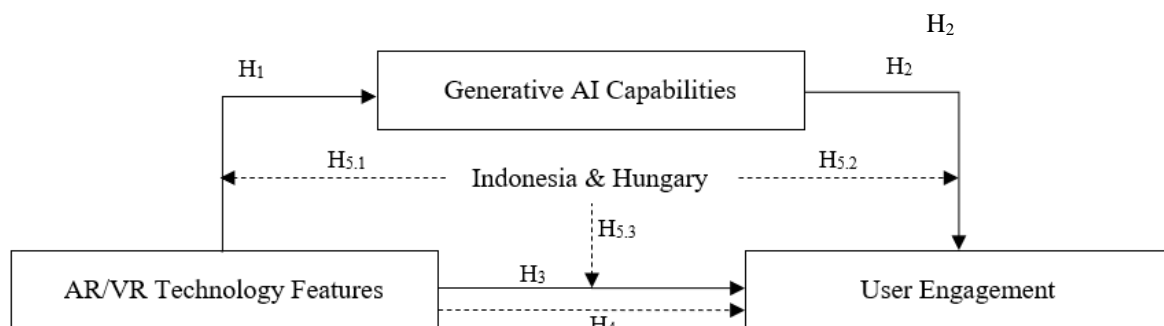 H2
H1
H2
Generative AI Capabilities
H5.1
H5.2
Indonesia & Hungary
H5.3
H3
AR/VR Technology Features
User Engagement